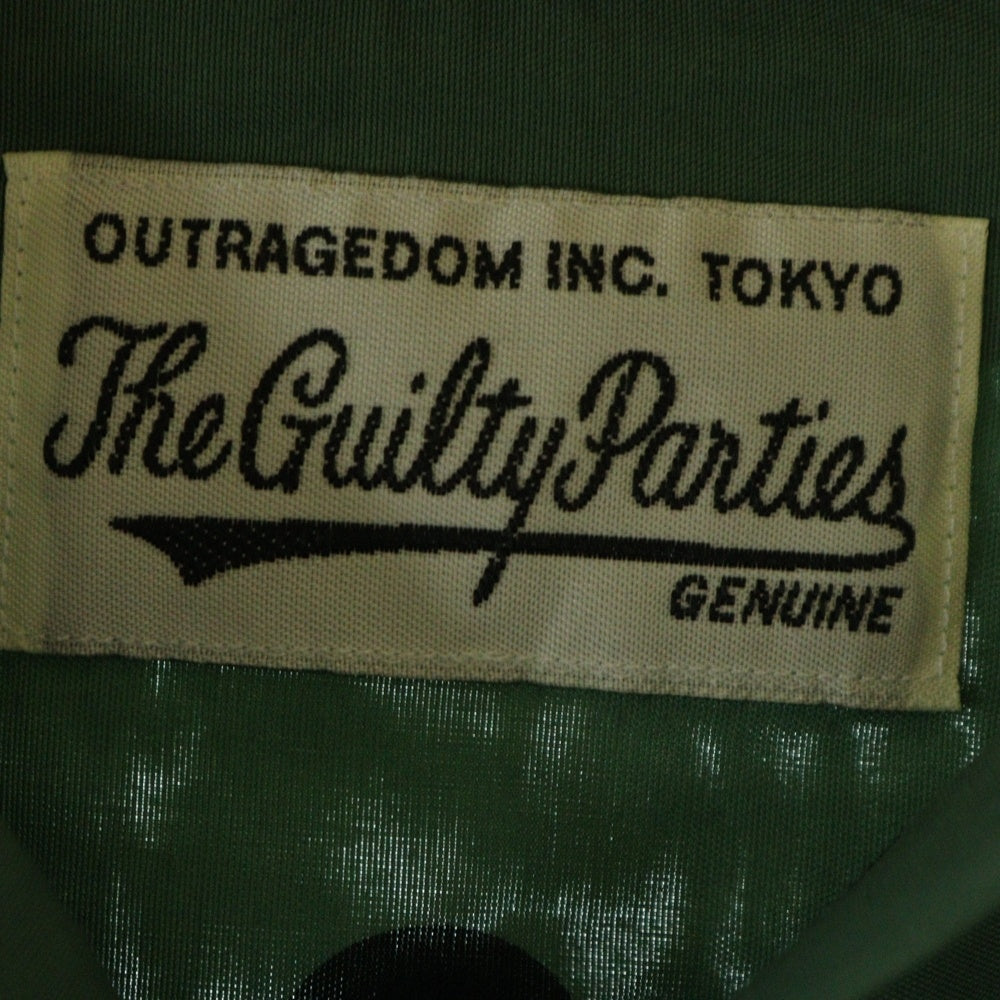 OUTRAGEDOM INC. TOKYO
The Guilty Parties
GENUINE